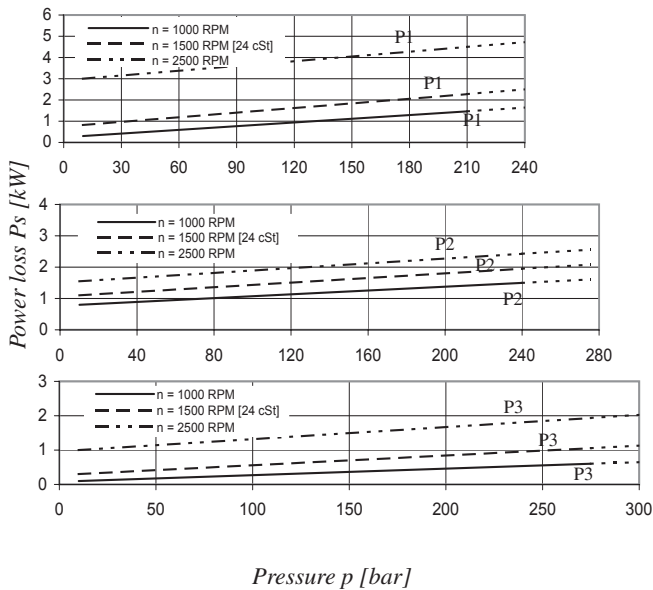 6
5
4
3
2
1
0
n = 1000 RPM
n = 1500 RPM [24 cSt]
n = 2500 RPM
P1
P1
P1
0 30 60 90 120 150 180 210 240
Power loss Ps [kW]
4
3
2
1
0
n = 1000 RPM
n = 1500 RPM [24 cSt]
n = 2500 RPM
P2
P2
P2
0 40 80 120 160 200 240 280
3
2
1
0
n = 1000 RPM
n = 1500 RPM [24 cSt]
n = 2500 RPM
P3
P3
P3
0 50 100 150 200 250 300
Pressure p [bar]